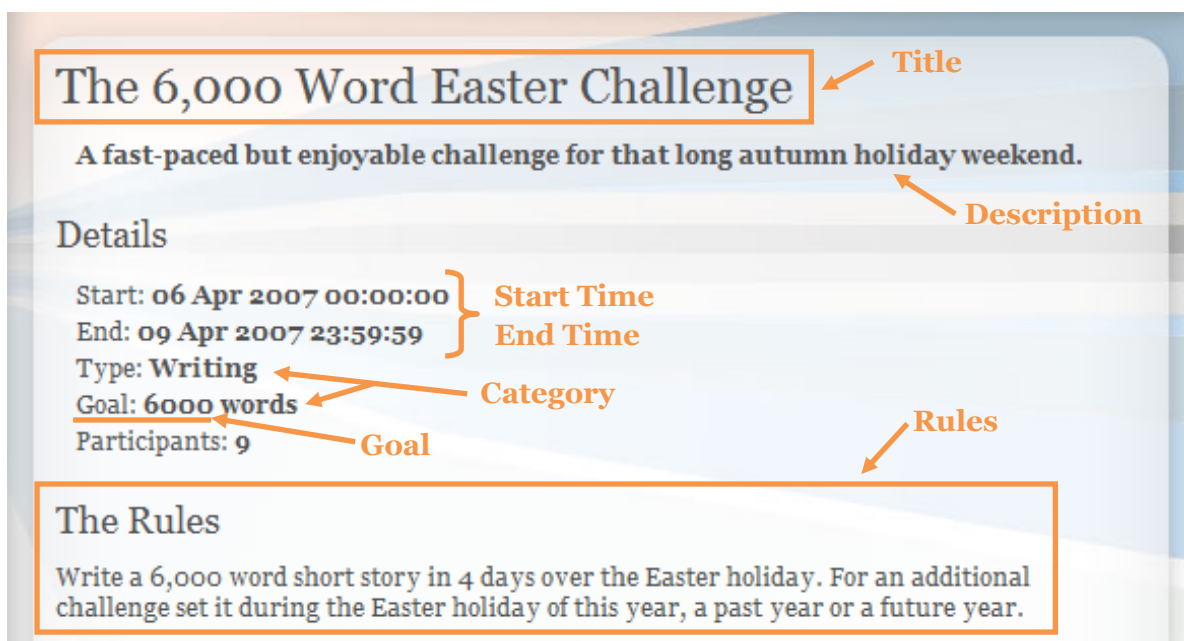 The 6,000 Word Easter Challenge
Title
A fast-paced but enjoyable challenge for that long autumn holiday weekend.
Description
Details
Start: 06 Apr 2007 00:00:00
Start Time
End: 09 Apr 2007 23:59:59
End Time
Type: Writing
Category
Goal: 6000 words
Goal
Participants: 9
Rules
The Rules
Write a 6,000 word short story in 4 days over the Easter holiday. For an additional
challenge set it during the Easter holiday of this year, a past year or a future year.